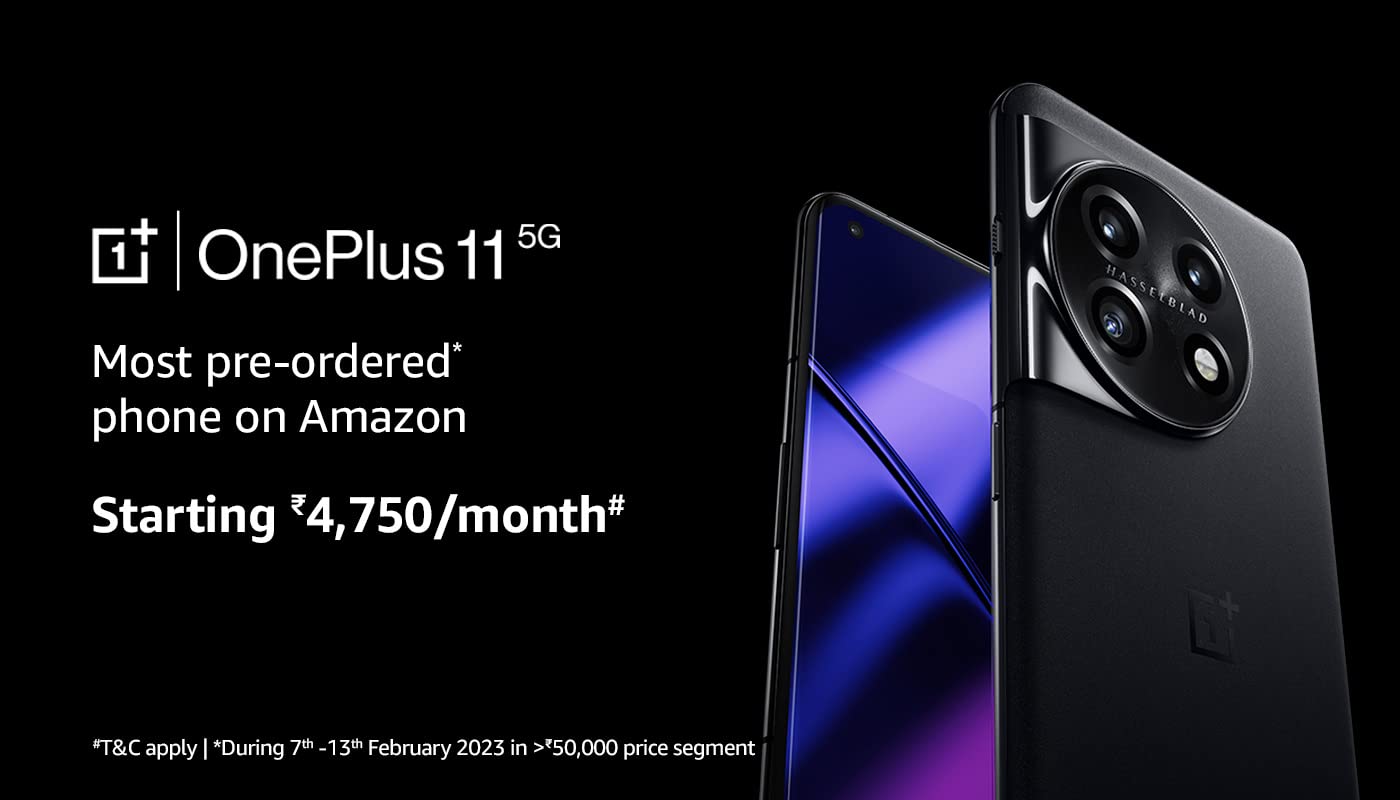 1+ | OnePlus 11 5G
Most pre-ordered*
phone on Amazon
Starting ₹4,750/month#
#T&C apply | *During 7th -13th February 2023 in >₹50,000 price segment
HASSELBLAD